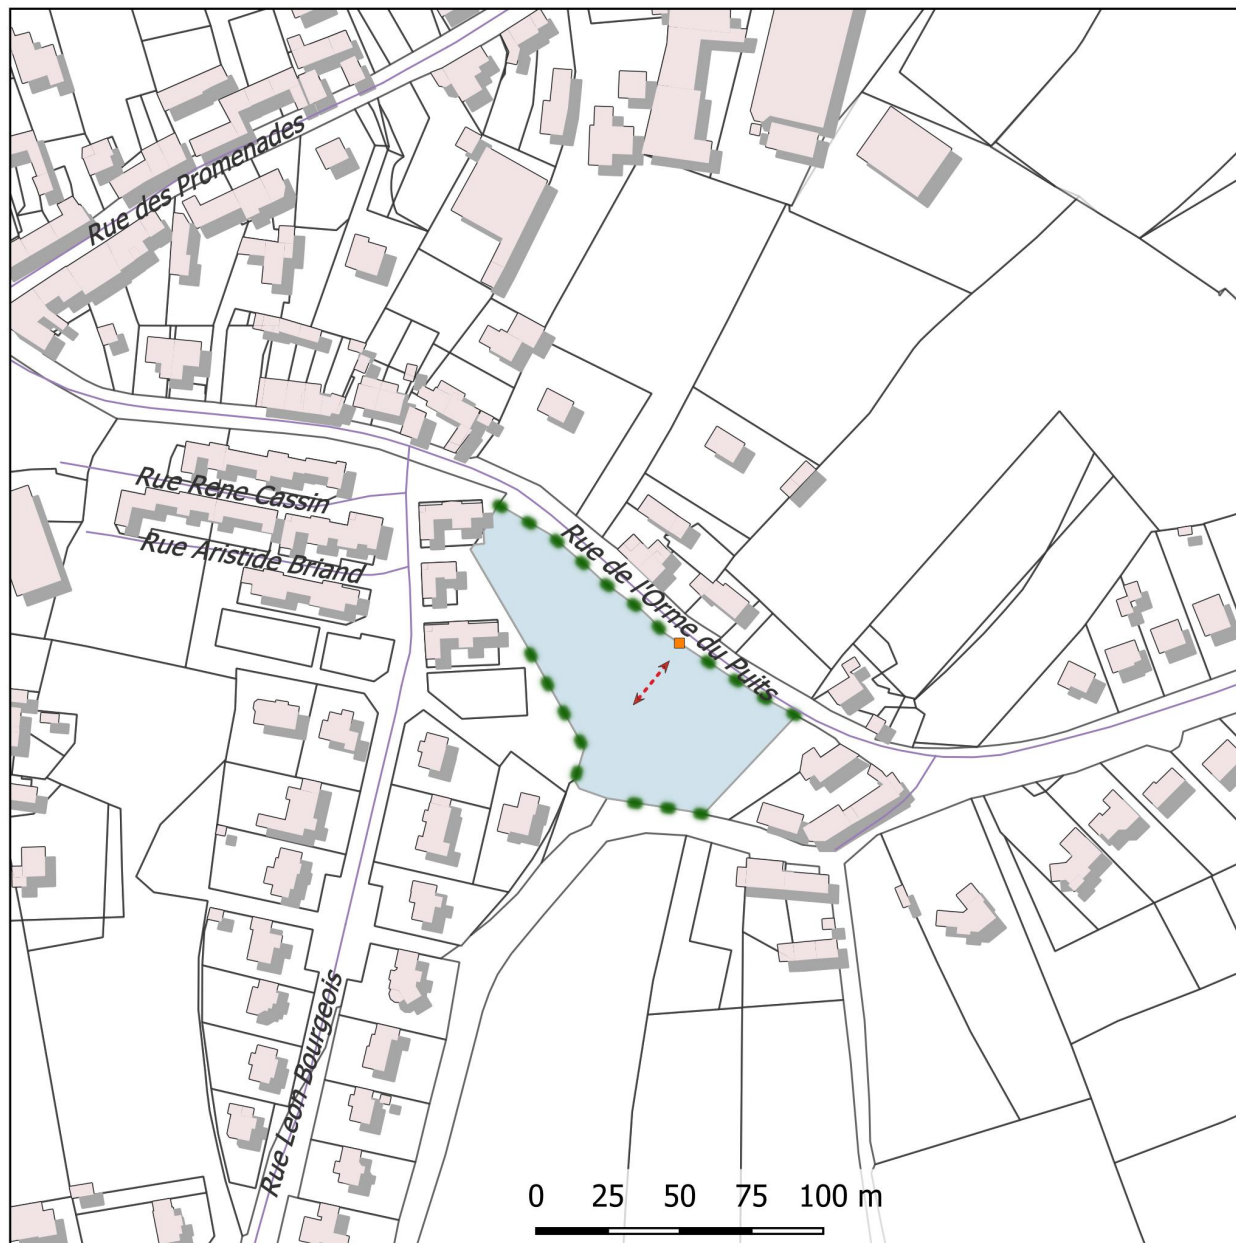 Rue des Promenades
Rue Rene Cassin
Rue Aristide Briand
Rue de l'Orme du Puits
Rue Leon Bourgeois
0 25 50 75 100 m